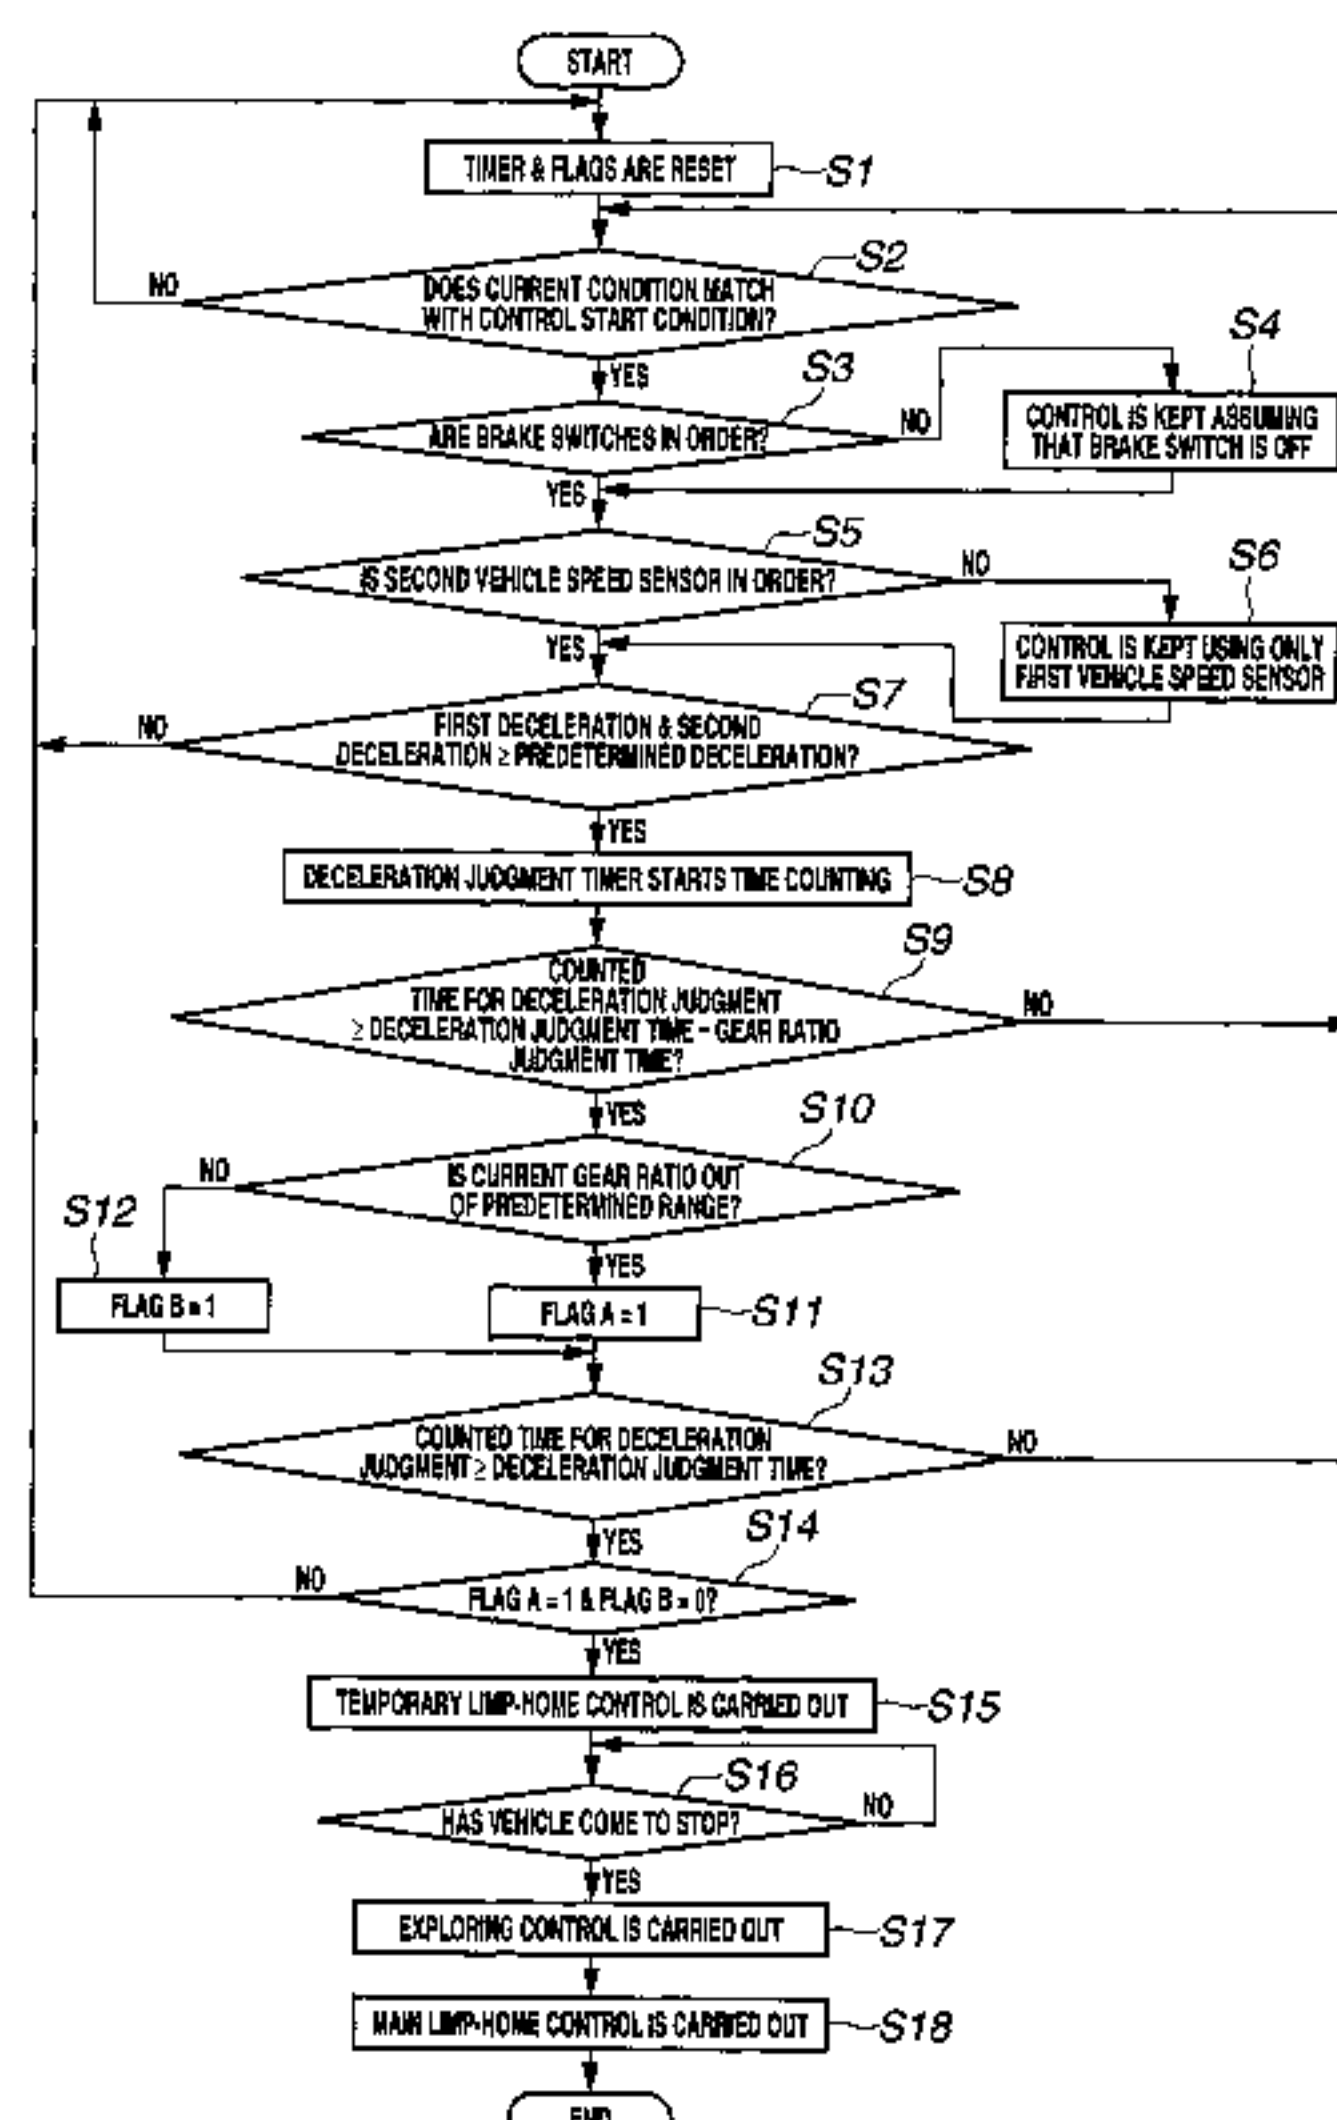 START
TIMER & FLAGS ARE RESET
S1
S2
NO
DOES CURRENT CONDITION MATCH
WITH CONTROL START CONDITION?
YES
S3
S4
NO
ARE BRAKE SWITCHES IN ORDER?
CONTROL IS KEPT ASSUMING
THAT BRAKE SWITCH IS OFF
YES
S5
IS SECOND VEHICLE SPEED SENSOR IN ORDER?
NO
S6
YES
CONTROL IS KEPT USING ONLY
FIRST VEHICLE SPEED SENSOR
S7
NO
FIRST DECELERATION & SECOND
DECELERATION ≥ PREDETERMINED DECELERATION?
YES
DECELERATION JUDGMENT TIMER STARTS TIME COUNTING
S8
S9
COUNTED
TIME FOR DECELERATION JUDGMENT
≥ DECELERATION JUDGMENT TIME - GEAR RATIO
JUDGMENT TIME?
NO
YES
S10
NO
IS CURRENT GEAR RATIO OUT
OF PREDETERMINED RANGE?
S12
YES
FLAG B = 1
FLAG A = 1
S11
S13
COUNTED TIME FOR DECELERATION
JUDGMENT ≥ DECELERATION JUDGMENT TIME?
NO
YES
S14
NO
FLAG A = 1 & FLAG B = 0?
YES
TEMPORARY LIMP-HOME CONTROL IS CARRIED OUT
S15
S16
HAS VEHICLE COME TO STOP?
NO
YES
EXPLORING CONTROL IS CARRIED OUT
S17
MAIN LIMP-HOME CONTROL IS CARRIED OUT
S18
END